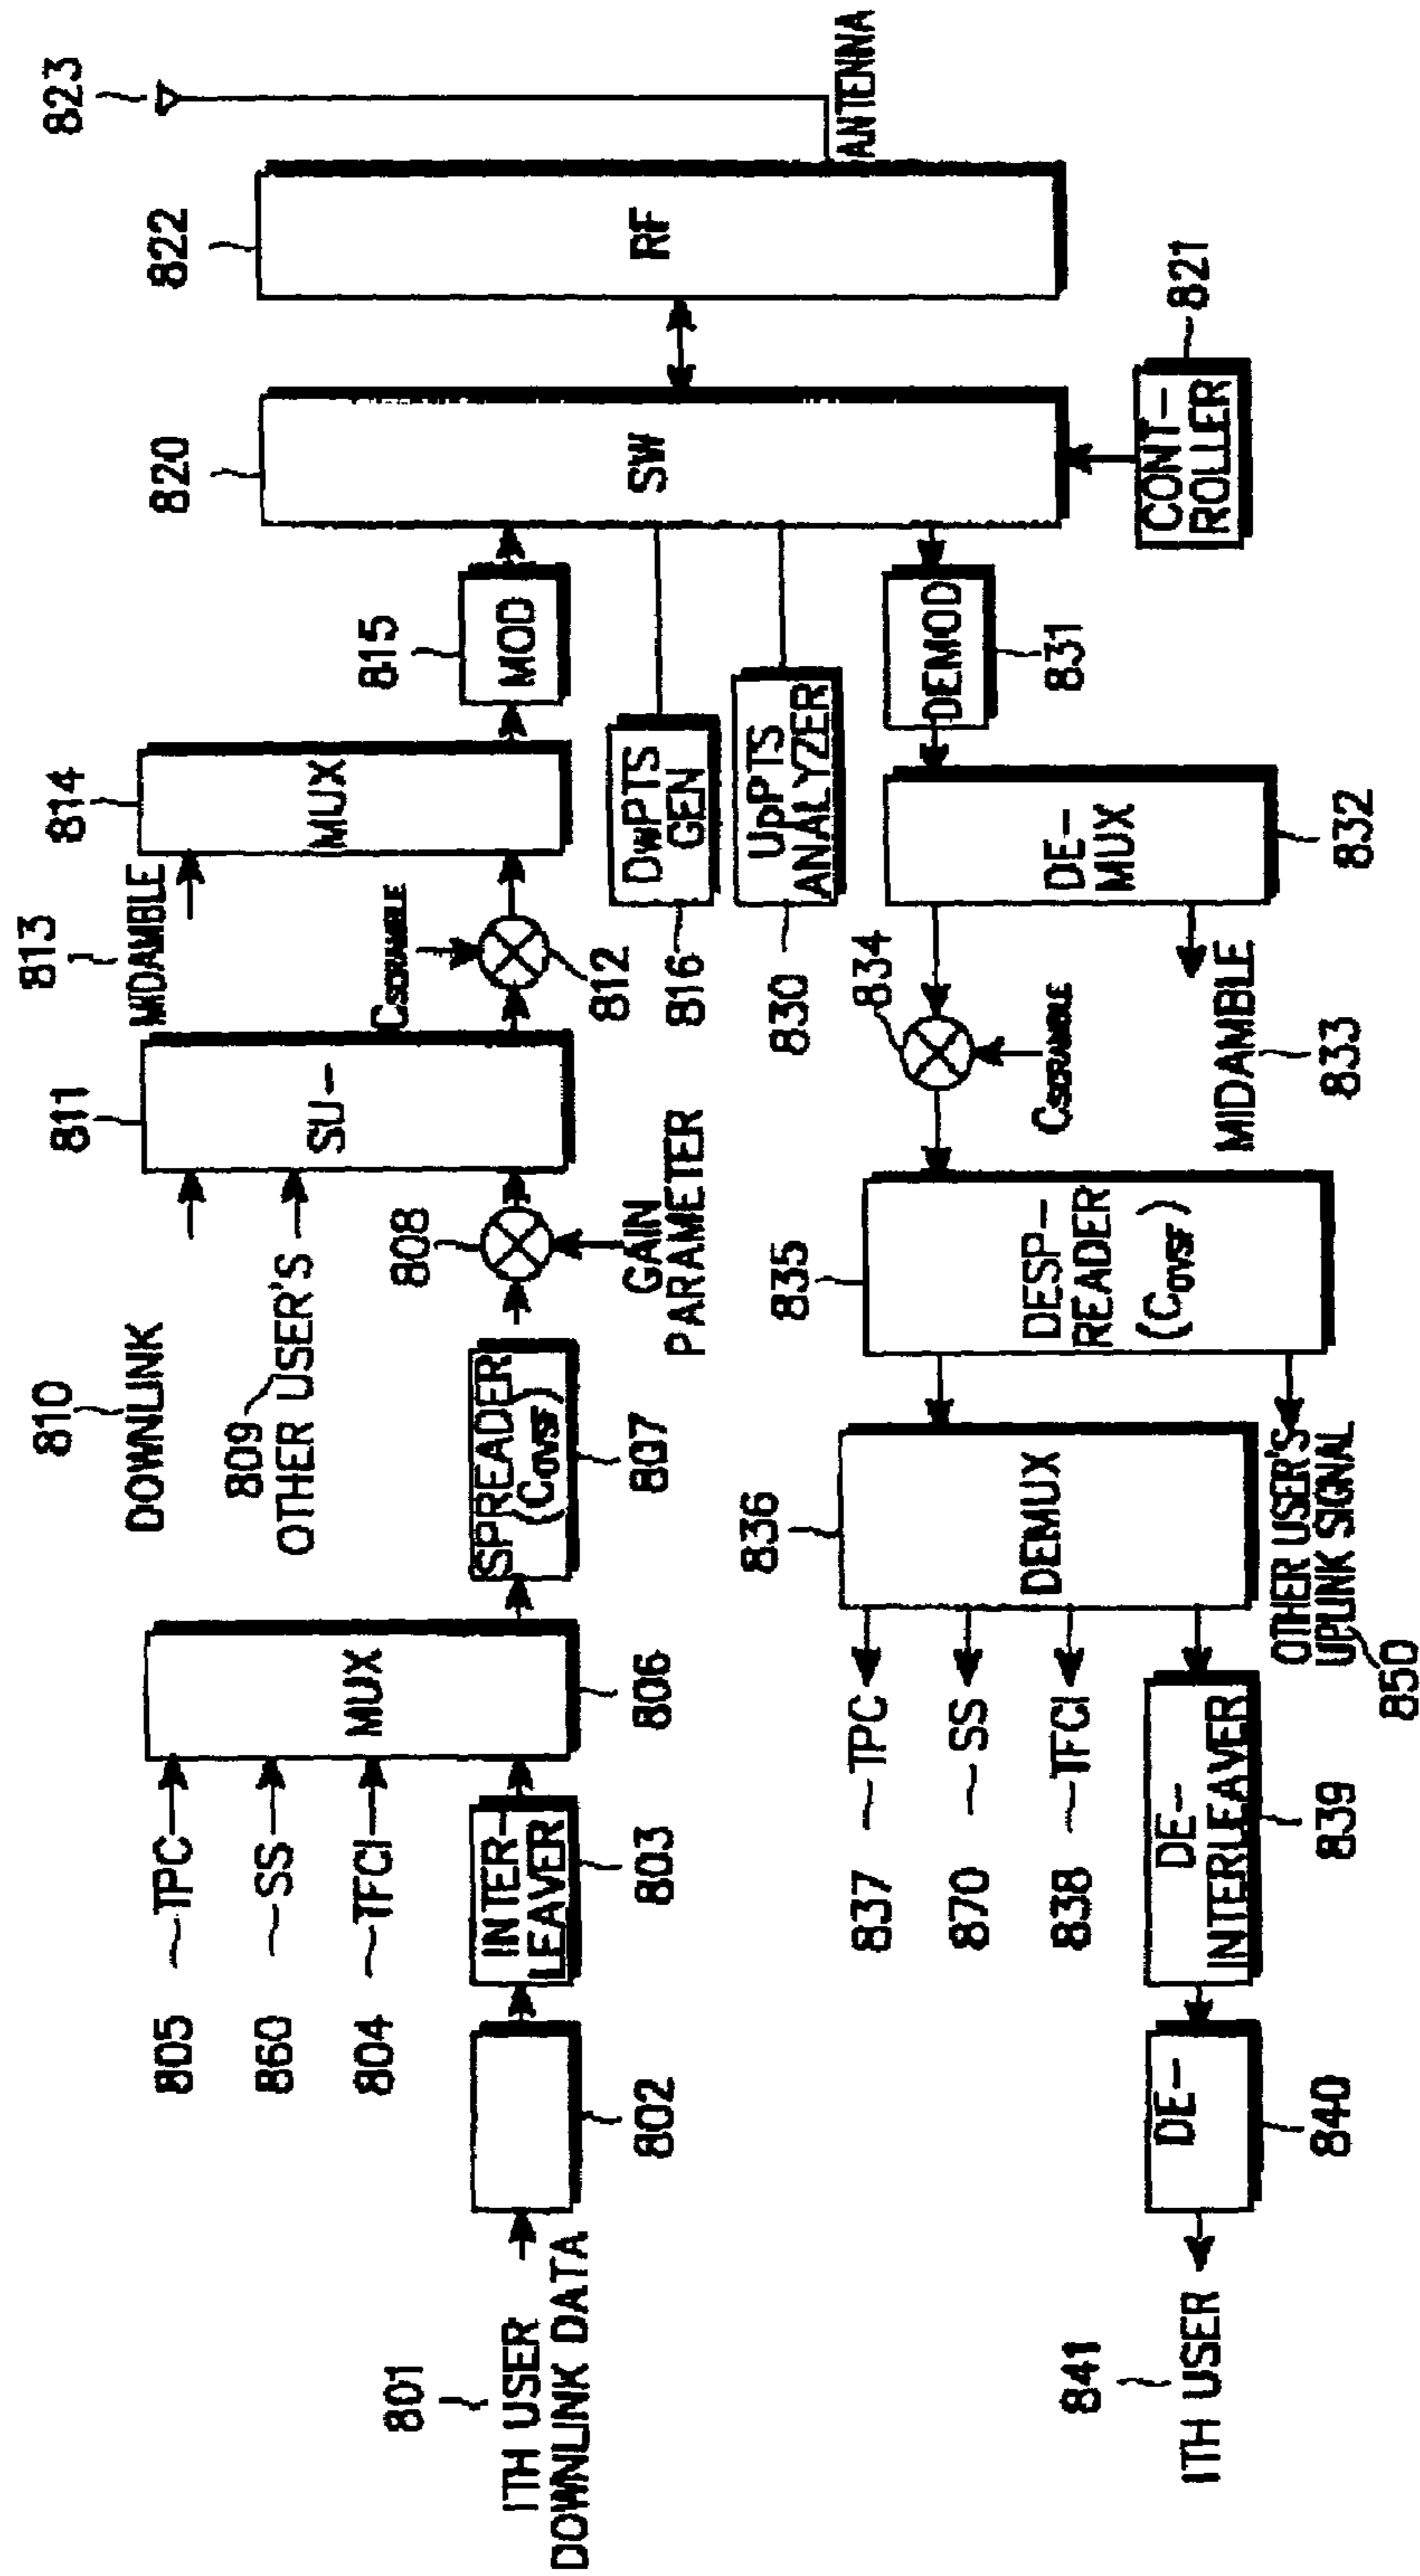 801
ITH USER
DOWNLINK DATA
802
INTER-
LEAVER
803
805
TPC
860
SS
804
TFCI
MUX
806
SPREADER
(COVSF)
807
810
DOWNLINK
809
OTHER USER'S
808
GAIN
PARAMETER
811
SU-
813
MIDAMBLE
CSCRAMBLE
812
814
MUX
815
MOD
816
DwPTS
GEN
830
UpPTS
ANALYZER
820
SW
CONT-
ROLLER
821
822
RF
823
ANTENNA
DEMOD
831
DE-
MUX
832
MIDAMBLE
833
834
CSCRAMBLE
835
DESP-
READER
(COVSF)
OTHER USER'S
UPLINK SIGNAL
850
836
DEMUX
837
TPC
870
SS
838
TFCI
DE-
INTERLEAVER
839
DE-
840
841
ITH USER